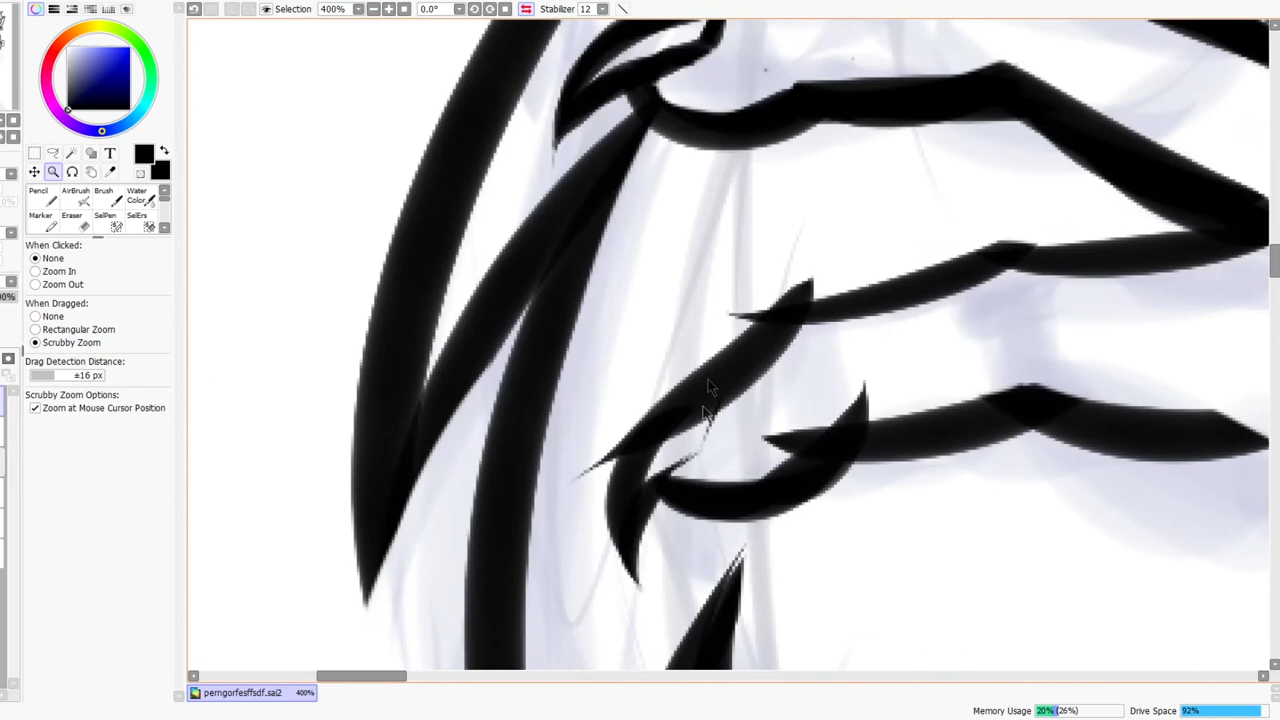 Selection 400% 0.0° Stabilizer 12
T
Pencil AirBrush Brush Water Color
Marker Eraser SelPen SelErs
When Clicked:
None
Zoom In
Zoom Out
When Dragged:
None
Rectangular Zoom
Scrubby Zoom
Drag Detection Distance:
±16 px
Scrubby Zoom Options:
Zoom at Mouse Cursor Position
perngorfesffsdf.sai2 400%
Memory Usage 20% (26%) Drive Space 92%